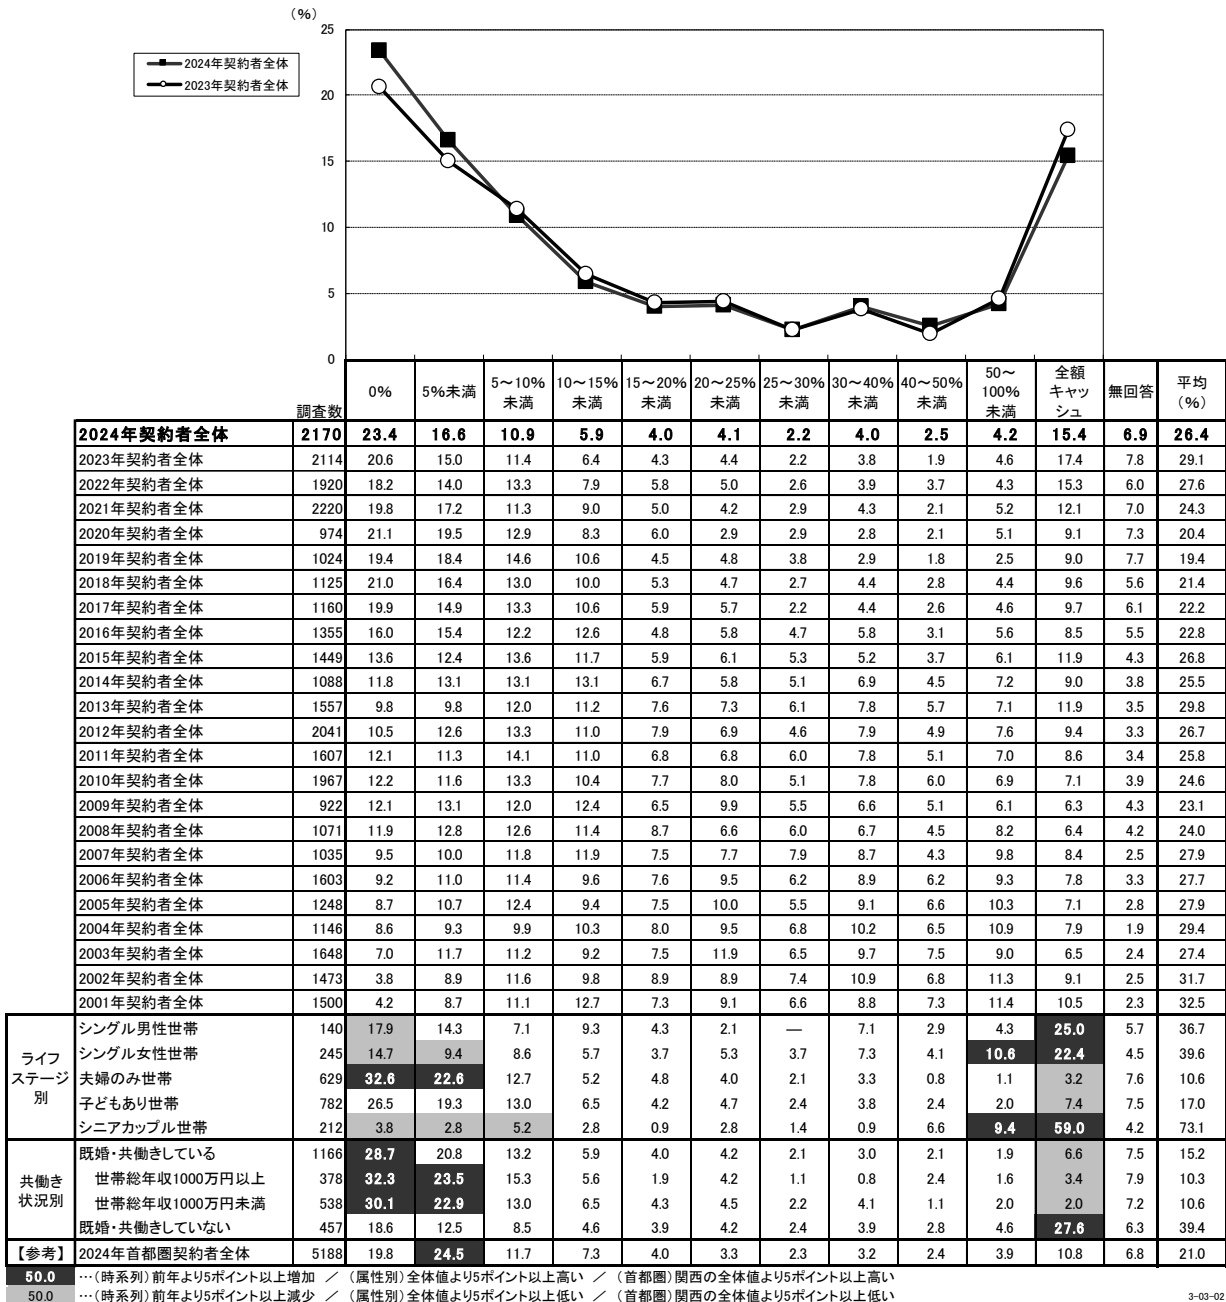 （%）
25
20
15
10
5
0
2024年契約者全体
2023年契約者全体
調査数 0% 5%未満 5～10%未満 10～15%未満 15～20%未満 20～25%未満 25～30%未満 30～40%未満 40～50%未満 50～100%未満 全額キャッシュ 無回答 平均（%）
2024年契約者全体 2170 23.4 16.6 10.9 5.9 4.0 4.1 2.2 4.0 2.5 4.2 15.4 6.9 26.4
2023年契約者全体 2114 20.6 15.0 11.4 6.4 4.3 4.4 2.2 3.8 1.9 4.6 17.4 7.8 29.1
2022年契約者全体 1920 18.2 14.0 13.3 7.9 5.8 5.0 2.6 3.9 3.7 4.3 15.3 6.0 27.6
2021年契約者全体 2220 19.8 17.2 11.3 9.0 5.0 4.2 2.9 4.3 2.1 5.2 12.1 7.0 24.3
2020年契約者全体 974 21.1 19.5 12.9 8.3 6.0 2.9 2.9 2.8 2.1 5.1 9.1 7.3 20.4
2019年契約者全体 1024 19.4 18.4 14.6 10.6 4.5 4.8 3.8 2.9 1.8 2.5 9.0 7.7 19.4
2018年契約者全体 1125 21.0 16.4 13.0 10.0 5.3 4.7 2.7 4.4 2.8 4.4 9.6 5.6 21.4
2017年契約者全体 1160 19.9 14.9 13.3 10.6 5.9 5.7 2.2 4.4 2.6 4.6 9.7 6.1 22.2
2016年契約者全体 1355 16.0 15.4 12.2 12.6 4.8 5.8 4.7 5.8 3.1 5.6 8.5 5.5 22.8
2015年契約者全体 1449 13.6 12.4 13.6 11.7 5.9 6.1 5.3 5.2 3.7 6.1 11.9 4.3 26.8
2014年契約者全体 1088 11.8 13.1 13.1 13.1 6.7 5.8 5.1 6.9 4.5 7.2 9.0 3.8 25.5
2013年契約者全体 1557 9.8 9.8 12.0 11.2 7.6 7.3 6.1 7.8 5.7 7.1 11.9 3.5 29.8
2012年契約者全体 2041 10.5 12.6 13.3 11.0 7.9 6.9 4.6 7.9 4.9 7.6 9.4 3.3 26.7
2011年契約者全体 1607 12.1 11.3 14.1 11.0 6.8 6.8 6.0 7.8 5.1 7.0 8.6 3.4 25.8
2010年契約者全体 1967 12.2 11.6 13.3 10.4 7.7 8.0 5.1 7.8 6.0 6.9 7.1 3.9 24.6
2009年契約者全体 922 12.1 13.1 12.0 12.4 6.5 9.9 5.5 6.6 5.1 6.1 6.3 4.3 23.1
2008年契約者全体 1071 11.9 12.8 12.6 11.4 8.7 6.6 6.0 6.7 4.5 8.2 6.4 4.2 24.0
2007年契約者全体 1035 9.5 10.0 11.8 11.9 7.5 7.7 7.9 8.7 4.3 9.8 8.4 2.5 27.9
2006年契約者全体 1603 9.2 11.0 11.4 9.6 7.6 9.5 6.2 8.9 6.2 9.3 7.8 3.3 27.7
2005年契約者全体 1248 8.7 10.7 12.4 9.4 7.5 10.0 5.5 9.1 6.6 10.3 7.1 2.8 27.9
2004年契約者全体 1146 8.6 9.3 9.9 10.3 8.0 9.5 6.8 10.2 6.5 10.9 7.9 1.9 29.4
2003年契約者全体 1648 7.0 11.7 11.2 9.2 7.5 11.9 6.5 9.7 7.5 9.0 6.5 2.4 27.4
2002年契約者全体 1473 3.8 8.9 11.6 9.8 8.9 8.9 7.4 10.9 6.8 11.3 9.1 2.5 31.7
2001年契約者全体 1500 4.2 8.7 11.1 12.7 7.3 9.1 6.6 8.8 7.3 11.4 10.5 2.3 32.5
ライフステージ別
シングル男性世帯 140 17.9 14.3 7.1 9.3 4.3 2.1 ― 7.1 2.9 4.3 25.0 5.7 36.7
シングル女性世帯 245 14.7 9.4 8.6 5.7 3.7 5.3 3.7 7.3 4.1 10.6 22.4 4.5 39.6
夫婦のみ世帯 629 32.6 22.6 12.7 5.2 4.8 4.0 2.1 3.3 0.8 1.1 3.2 7.6 10.6
子どもあり世帯 782 26.5 19.3 13.0 6.5 4.2 4.7 2.4 3.8 2.4 2.0 7.4 7.5 17.0
シニアカップル世帯 212 3.8 2.8 5.2 2.8 0.9 2.8 1.4 0.9 6.6 9.4 59.0 4.2 73.1
共働き状況別
既婚・共働きしている 1166 28.7 20.8 13.2 5.9 4.0 4.2 2.1 3.0 2.1 1.9 6.6 7.5 15.2
世帯総年収1000万円以上 378 32.3 23.5 15.3 5.6 1.9 4.2 1.1 0.8 2.4 1.6 3.4 7.9 10.3
世帯総年収1000万円未満 538 30.1 22.9 13.0 6.5 4.3 4.5 2.2 4.1 1.1 2.0 2.0 7.2 10.6
既婚・共働きしていない 457 18.6 12.5 8.5 4.6 3.9 4.2 2.4 3.9 2.8 4.6 27.6 6.3 39.4
【参考】 2024年首都圏契約者全体 5188 19.8 24.5 11.7 7.3 4.0 3.3 2.3 3.2 2.4 3.9 10.8 6.8 21.0
50.0 …（時系列）前年より5ポイント以上増加 ／ （属性別）全体値より5ポイント以上高い ／ （首都圏）関西の全体値より5ポイント以上高い
50.0 …（時系列）前年より5ポイント以上減少 ／ （属性別）全体値より5ポイント以上低い ／ （首都圏）関西の全体値より5ポイント以上低い
3-03-02